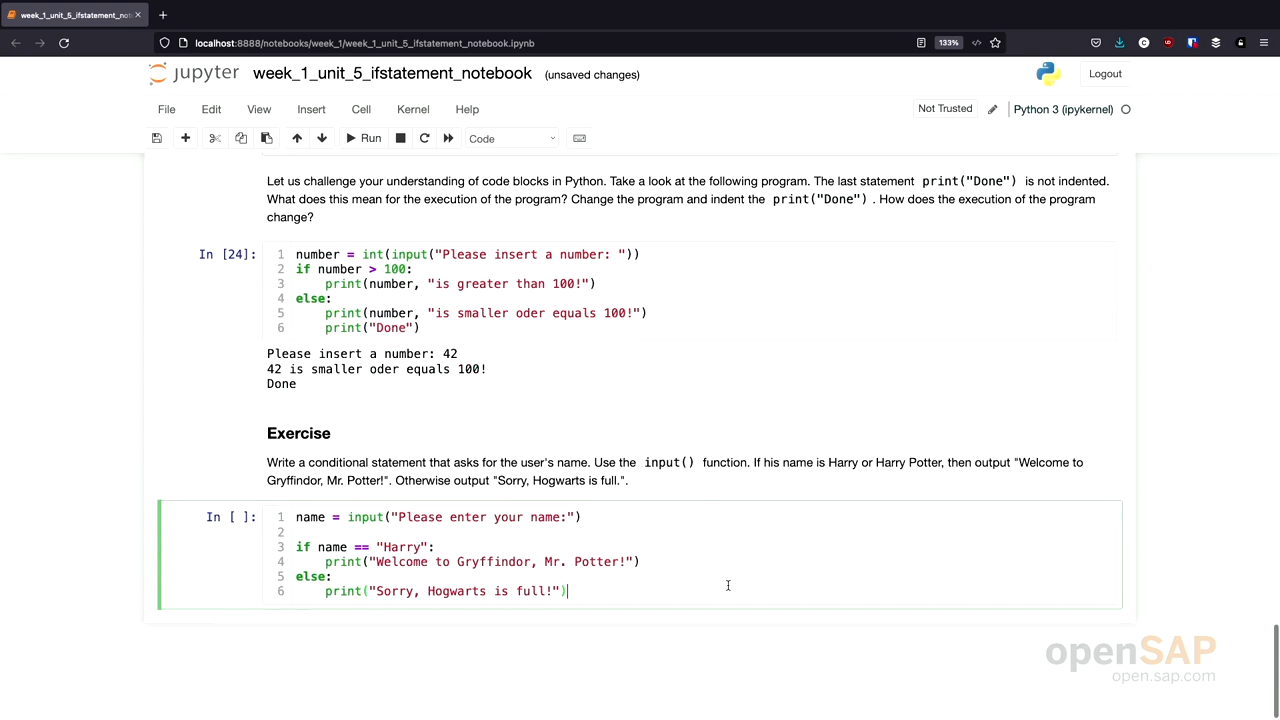 week_1_unit_5_ifstatement_not
localhost:8888/notebooks/week_1/week_1_unit_5_ifstatement_notebook.ipynb
133%
jupyter week_1_unit_5_ifstatement_notebook (unsaved changes)
Logout
File Edit View Insert Cell Kernel Help
Not Trusted
Python 3 (ipykernel)
Run
Code
Let us challenge your understanding of code blocks in Python. Take a look at the following program. The last statement print("Done") is not indented.
What does this mean for the execution of the program? Change the program and indent the print("Done") . How does the execution of the program
change?
In [24]:
1 number = int(input("Please insert a number: "))
2 if number > 100:
3     print(number, "is greater than 100!")
4 else:
5     print(number, "is smaller oder equals 100!")
6     print("Done")
Please insert a number: 42
42 is smaller oder equals 100!
Done
Exercise
Write a conditional statement that asks for the user's name. Use the input() function. If his name is Harry or Harry Potter, then output "Welcome to
Gryffindor, Mr. Potter!". Otherwise output "Sorry, Hogwarts is full.".
In [ ]:
1 name = input("Please enter your name:")
2
3 if name == "Harry":
4     print("Welcome to Gryffindor, Mr. Potter!")
5 else:
6     print("Sorry, Hogwarts is full!")
openSAP
open.sap.com